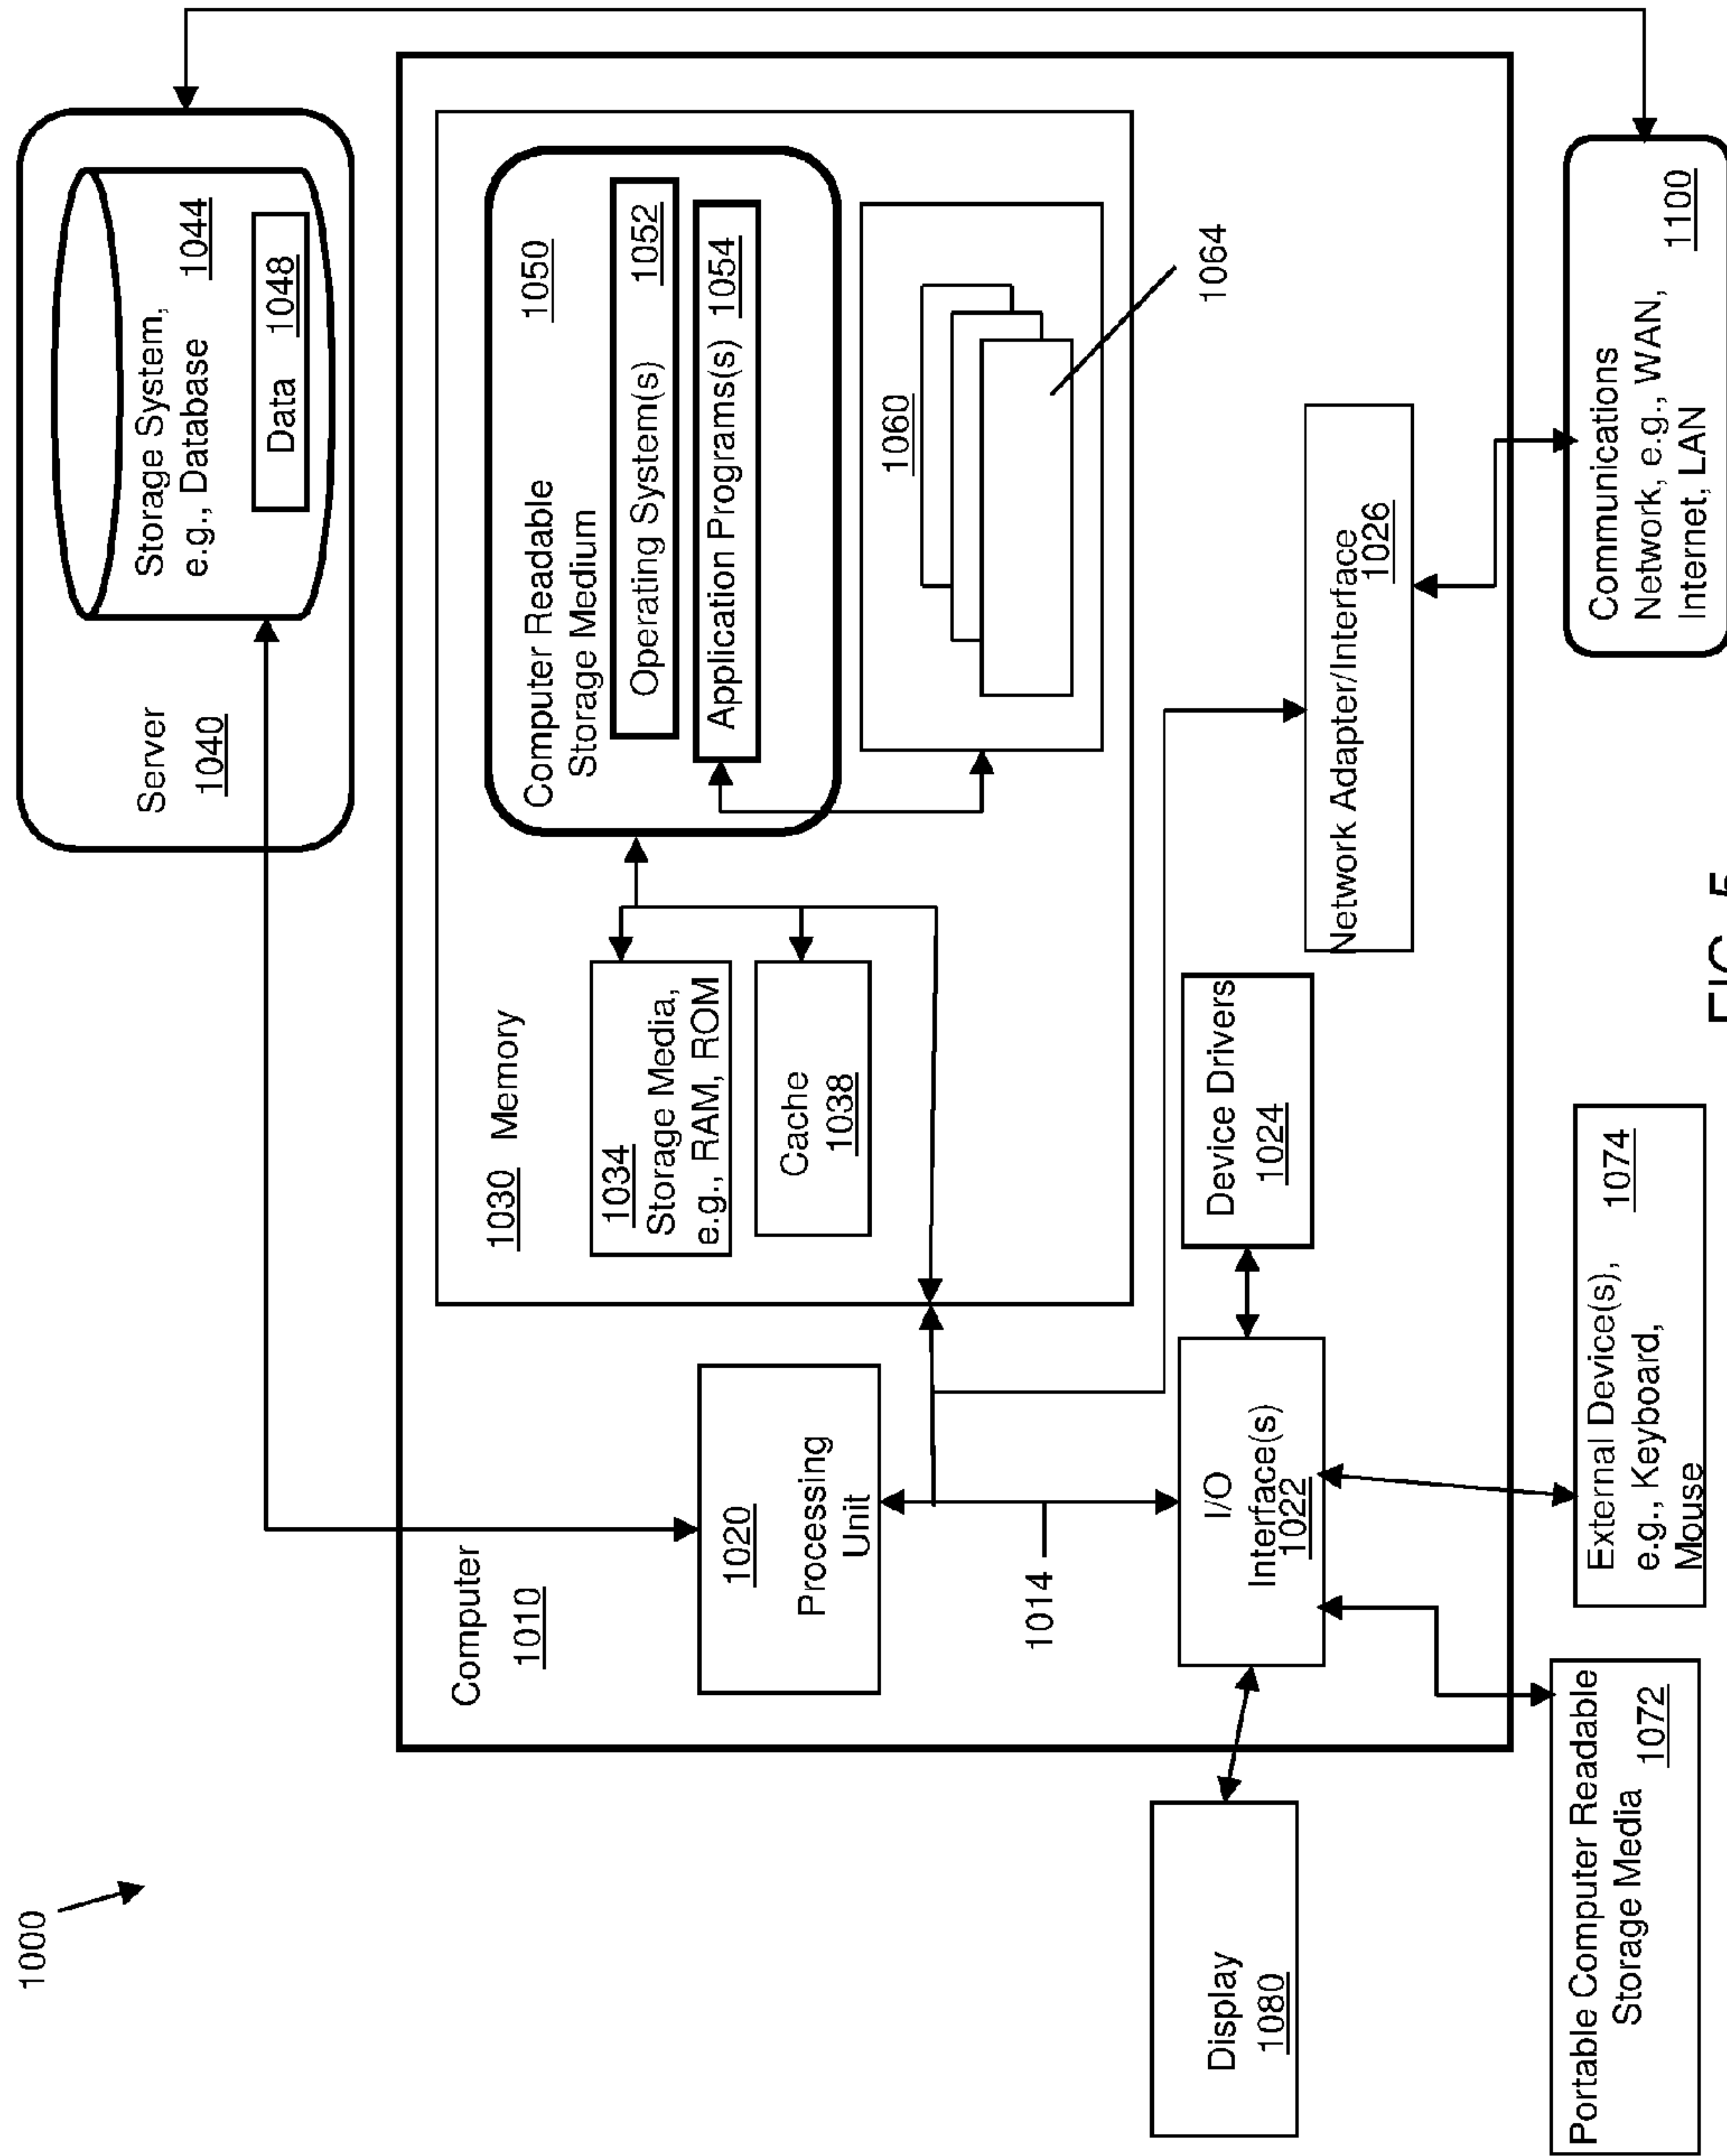 1000
Server
1040
Storage System,
e.g., Database
1044
Data
1048
Computer
1010
1030 Memory
Computer Readable
Storage Medium
1050
Operating System(s)
1052
Application Programs(s)
1054
1034
Storage Media,
e.g., RAM, ROM
Cache
1038
1060
1064
1020
Processing
Unit
1014
I/O
Interface(s)
1022
Device Drivers
1024
Network Adapter/Interface
1026
Display
1080
Portable Computer Readable
Storage Media
1072
External Device(s),
e.g., Keyboard,
Mouse
1074
Communications
Network, e.g., WAN,
Internet, LAN
1100
FIG. 5